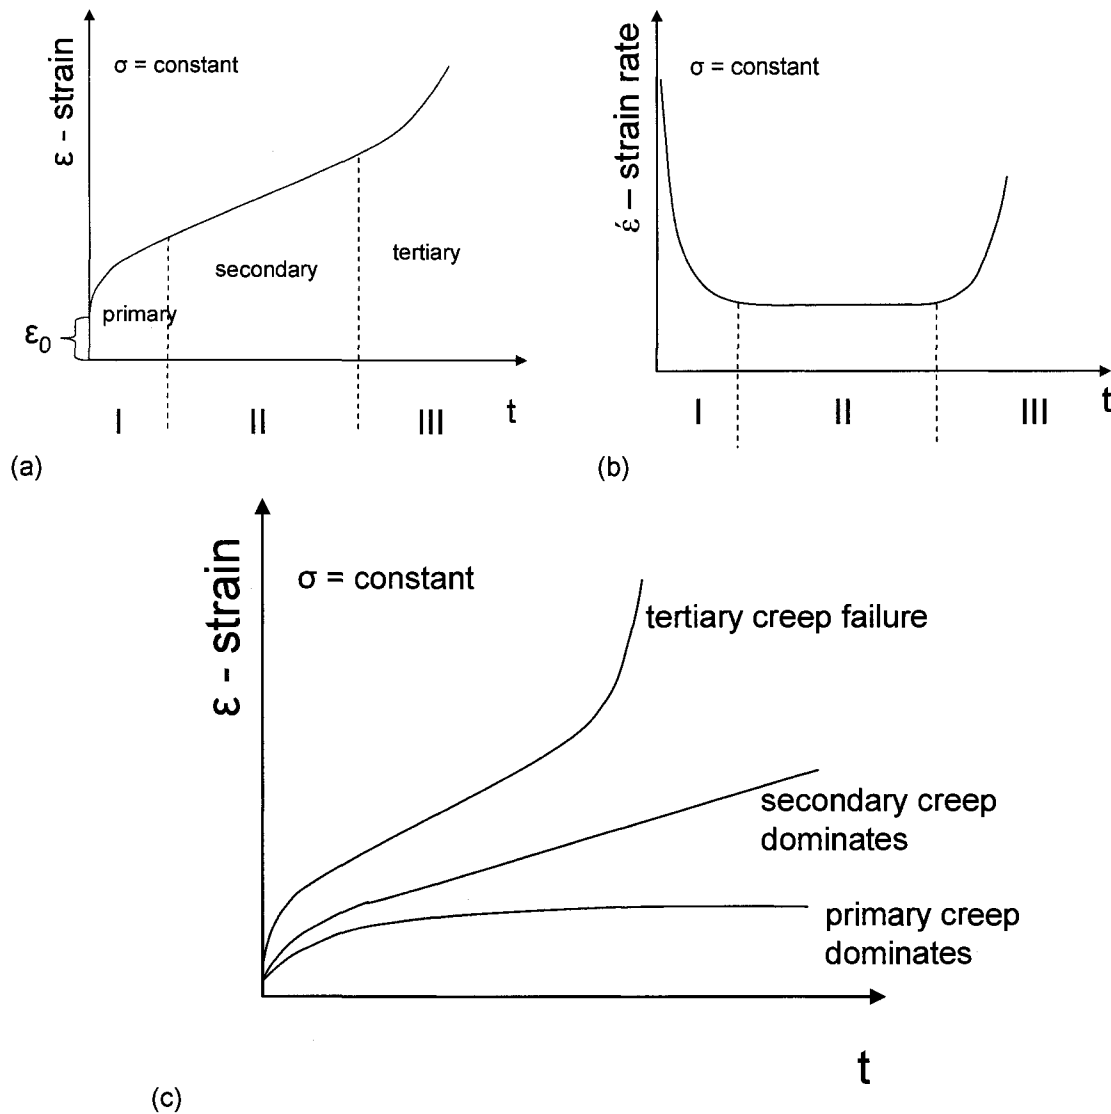 ε - strain
σ = constant
primary
secondary
tertiary
ε0
I
II
III
t
(a)
έ – strain rate
σ = constant
I
II
III
t
(b)
ε - strain
σ = constant
tertiary creep failure
secondary creep
dominates
primary creep
dominates
t
(c)